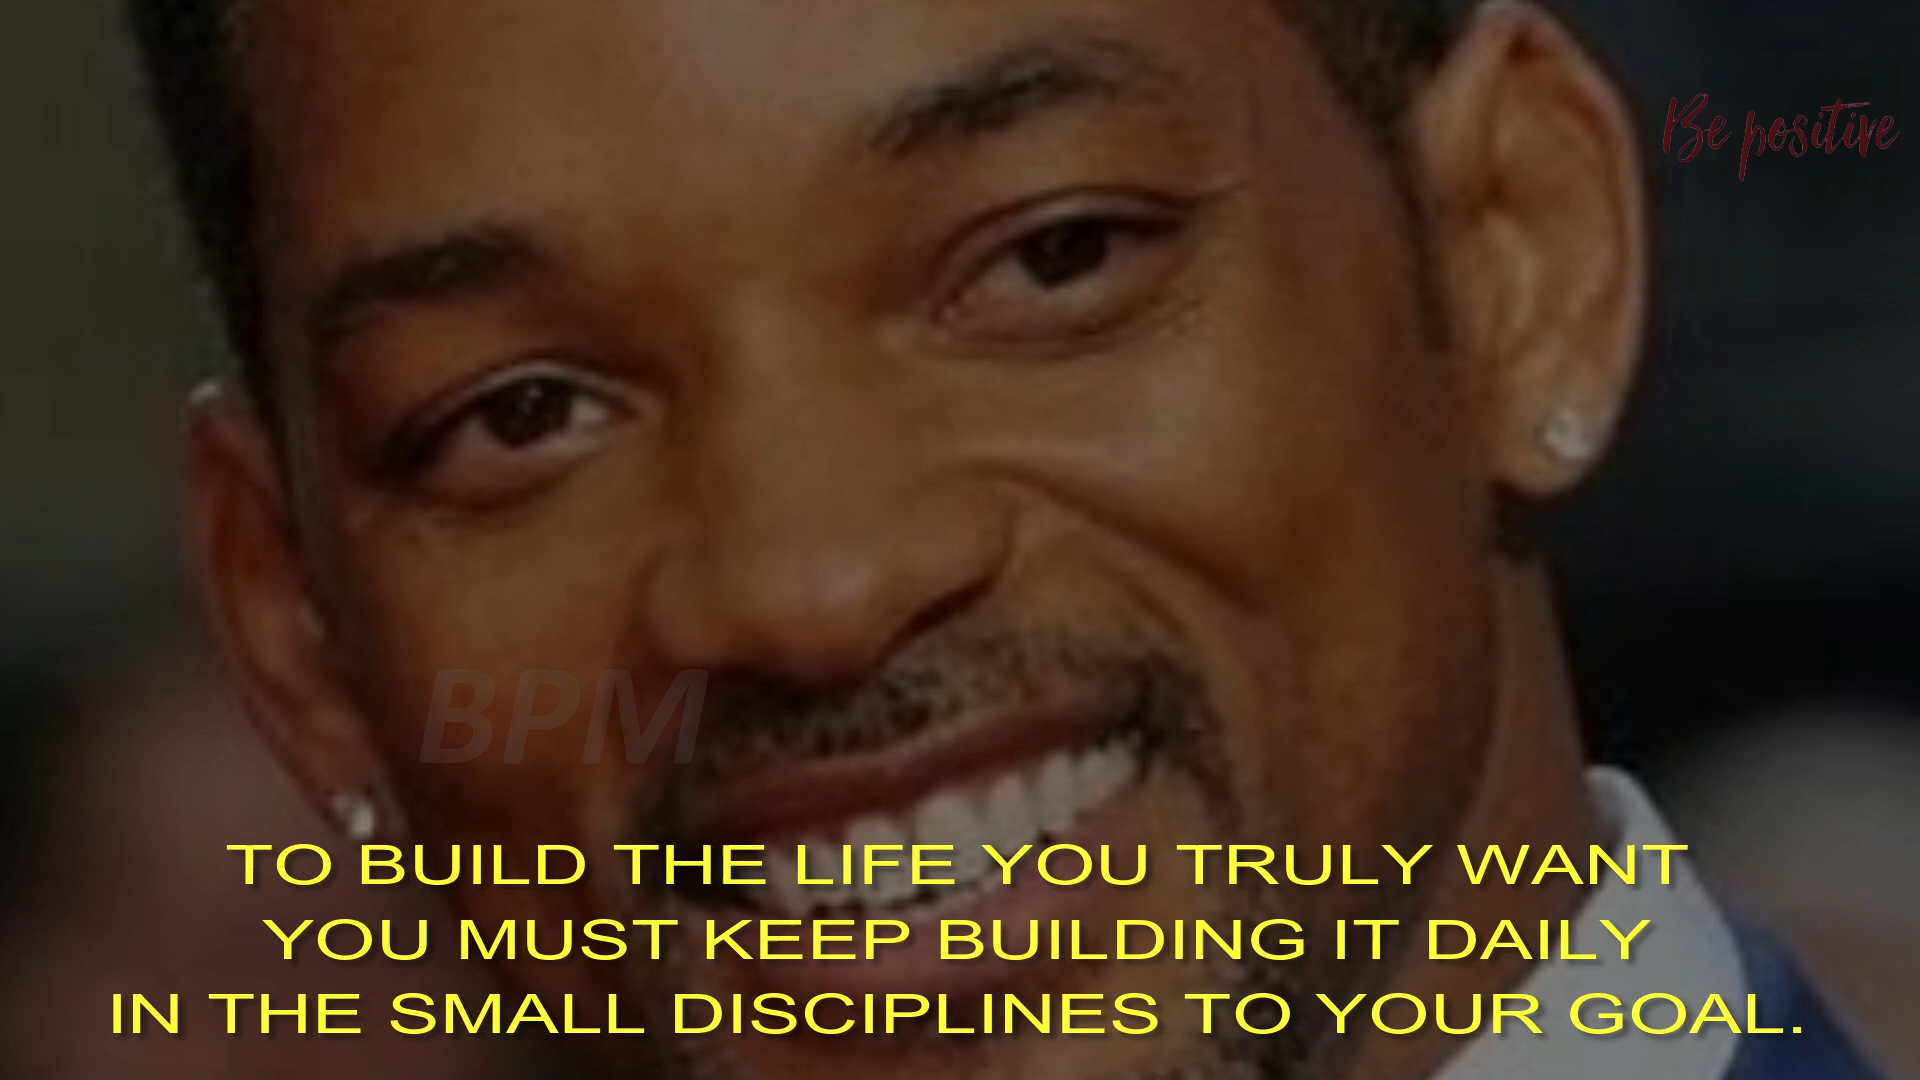 Be positive
BPM
TO BUILD THE LIFE YOU TRULY WANT
YOU MUST KEEP BUILDING IT DAILY
IN THE SMALL DISCIPLINES TO YOUR GOAL.